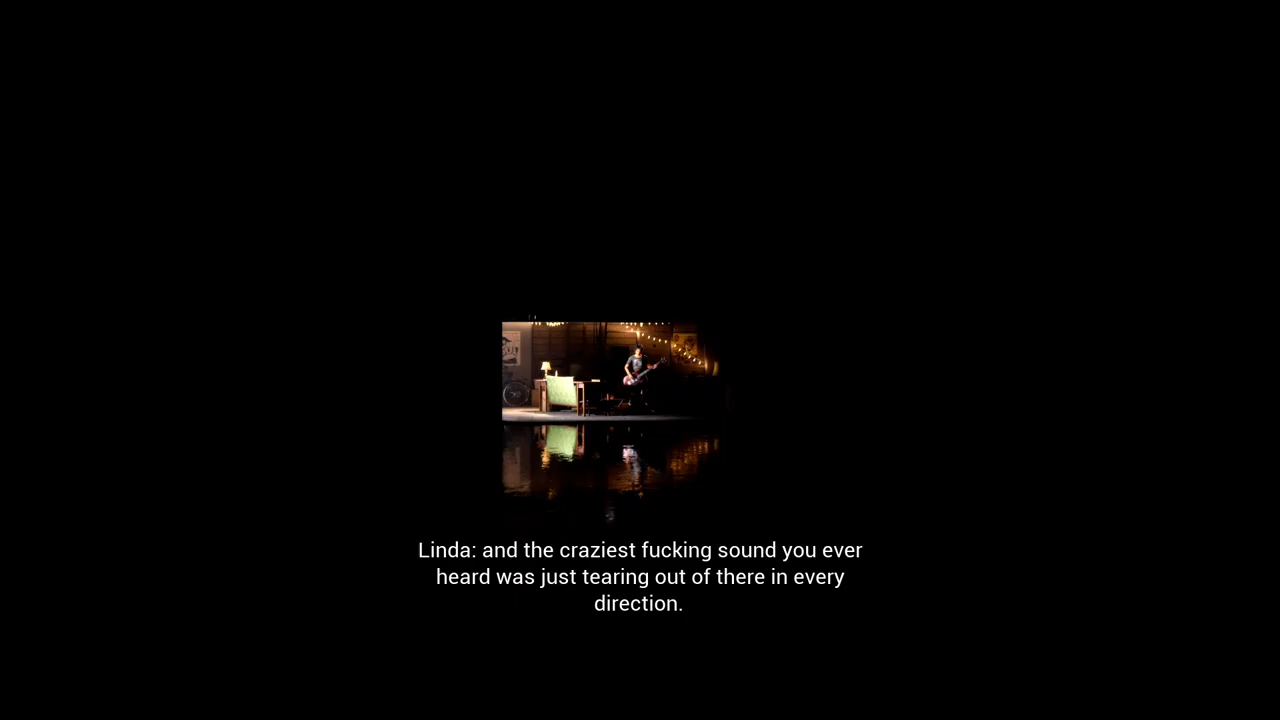 Linda: and the craziest fucking sound you ever
heard was just tearing out of there in every
direction.